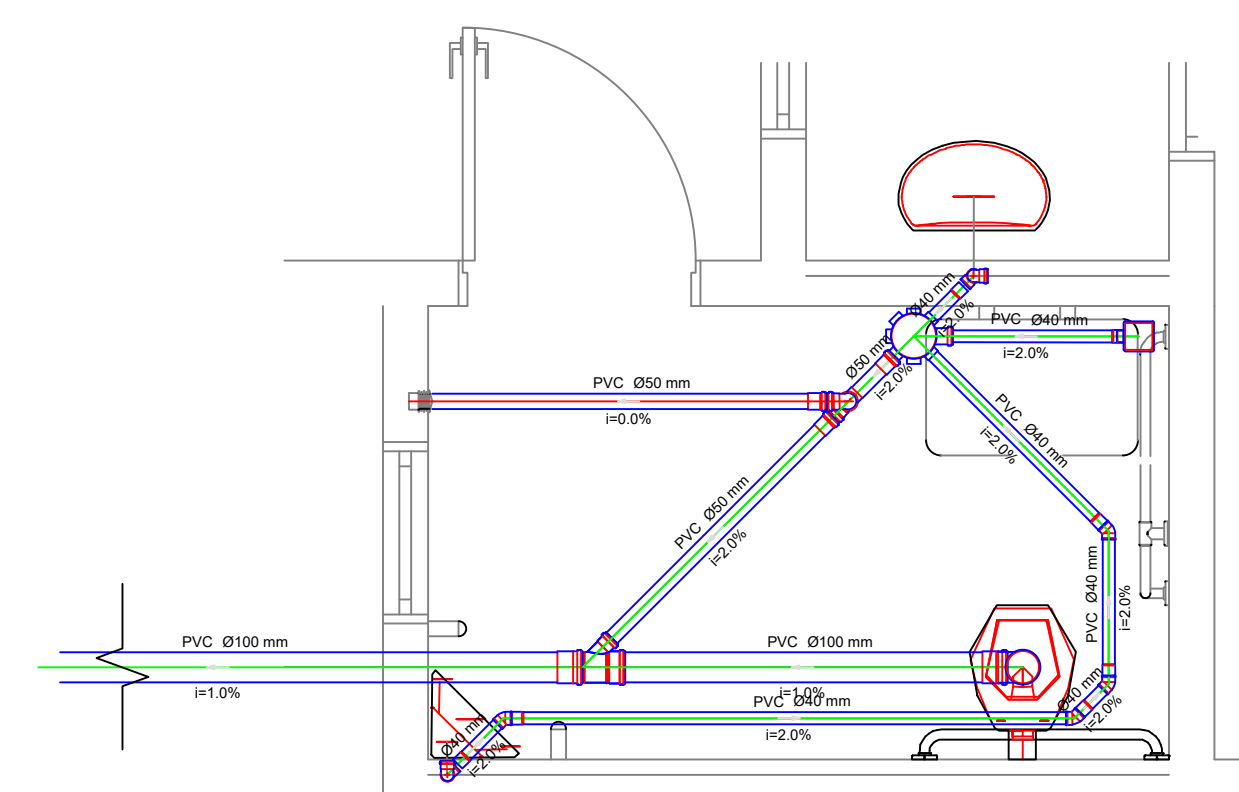 Ø40 mm
i=2.0%
PVC Ø40 mm
i=2.0%
Ø50 mm
i=2.0%
PVC Ø50 mm
i=0.0%
PVC Ø40 mm
i=2.0%
PVC Ø50 mm
i=2.0%
PVC Ø40 mm
i=2.0%
PVC Ø100 mm
i=1.0%
PVC Ø100 mm
i=1.0%
PVC Ø40 mm
i=2.0%
Ø40 mm
i=2.0%
Ø40 mm
i=2.0%